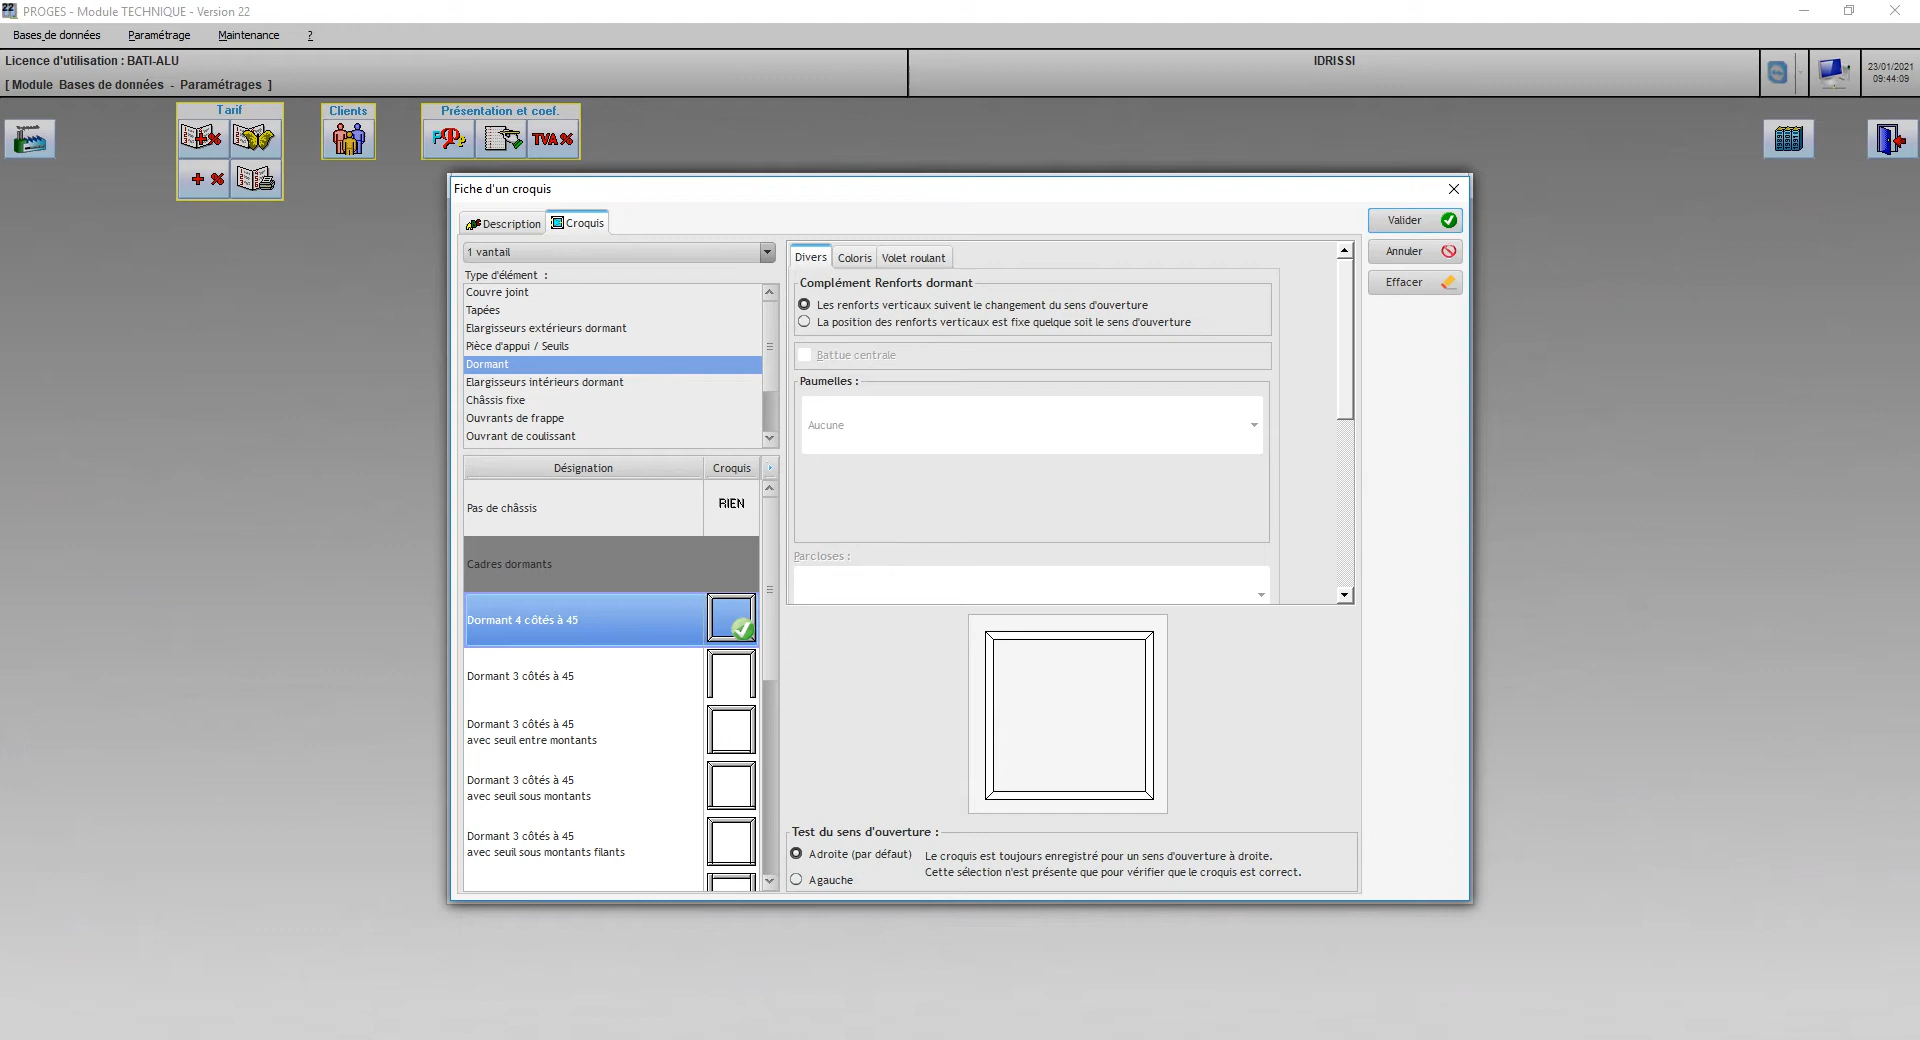 PROGES - Module TECHNIQUE - Version 22
Bases de données
Paramétrage
Maintenance
?
Licence d'utilisation : BATI-ALU
IDRISSI
[ Module Bases de données - Paramétrages ]
23/01/2021
09:44:09
Tarif
Clients
Présentation et coef.
TVA %
Fiche d'un croquis
Description
Croquis
Valider
Annuler
Effacer
1 vantail
Type d'élément :
Couvre joint
Tapées
Elargisseurs extérieurs dormant
Pièce d'appui / Seuils
Dormant
Elargisseurs intérieurs dormant
Châssis fixe
Ouvrants de frappe
Ouvrant de coulissant
Désignation
Croquis
Pas de châssis
RIEN
Cadres dormants
Dormant 4 côtés à 45
Dormant 3 côtés à 45
Dormant 3 côtés à 45
avec seuil entre montants
Dormant 3 côtés à 45
avec seuil sous montants
Dormant 3 côtés à 45
avec seuil sous montants filants
Divers
Coloris
Volet roulant
Complément Renforts dormant
Les renforts verticaux suivent le changement du sens d'ouverture
La position des renforts verticaux est fixe quelque soit le sens d'ouverture
Battue centrale
Paumelles :
Aucune
Parcloses :
Test du sens d'ouverture :
Adroite (par défaut)
Agauche
Le croquis est toujours enregistré pour un sens d'ouverture à droite.
Cette sélection n'est présente que pour vérifier que le croquis est correct.